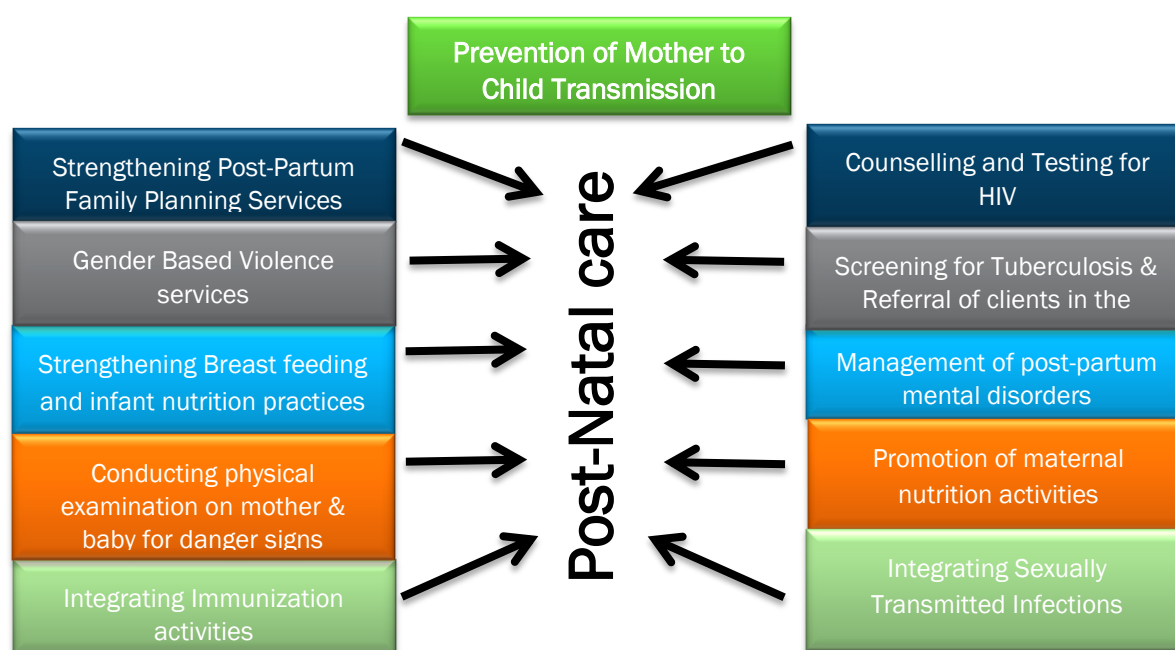 Prevention of Mother to
Child Transmission
Strengthening Post-Partum
Family Planning Services
Gender Based Violence
services
Strengthening Breast feeding
and infant nutrition practices
Conducting physical
examination on mother &
baby for danger signs
Integrating Immunization
activities
Post-Natal care
Counselling and Testing for
HIV
Screening for Tuberculosis &
Referral of clients in the
Management of post-partum
mental disorders
Promotion of maternal
nutrition activities
Integrating Sexually
Transmitted Infections